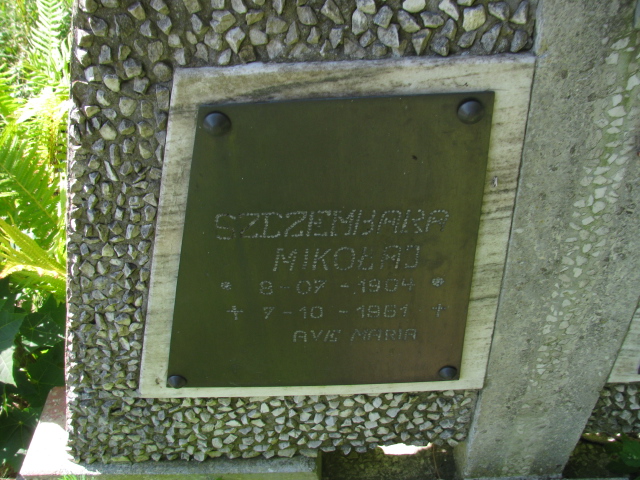 SZCZEMBARA
MIKOŁAJ
* 8 - 07 - 1904 *
† 7 - 10 - 1961 †
AVE MARIA